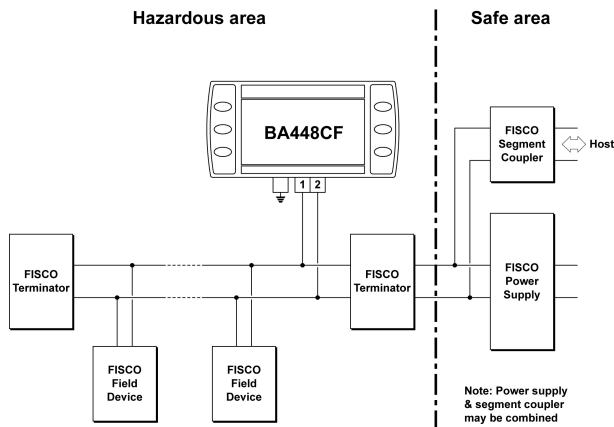 Hazardous area
Safe area
BA448CF
1 2
FISCO
Segment
Coupler
Host
FISCO
Terminator
FISCO
Terminator
FISCO
Power
Supply
FISCO
Field
Device
FISCO
Field
Device
Note: Power supply
& segment coupler
may be combined